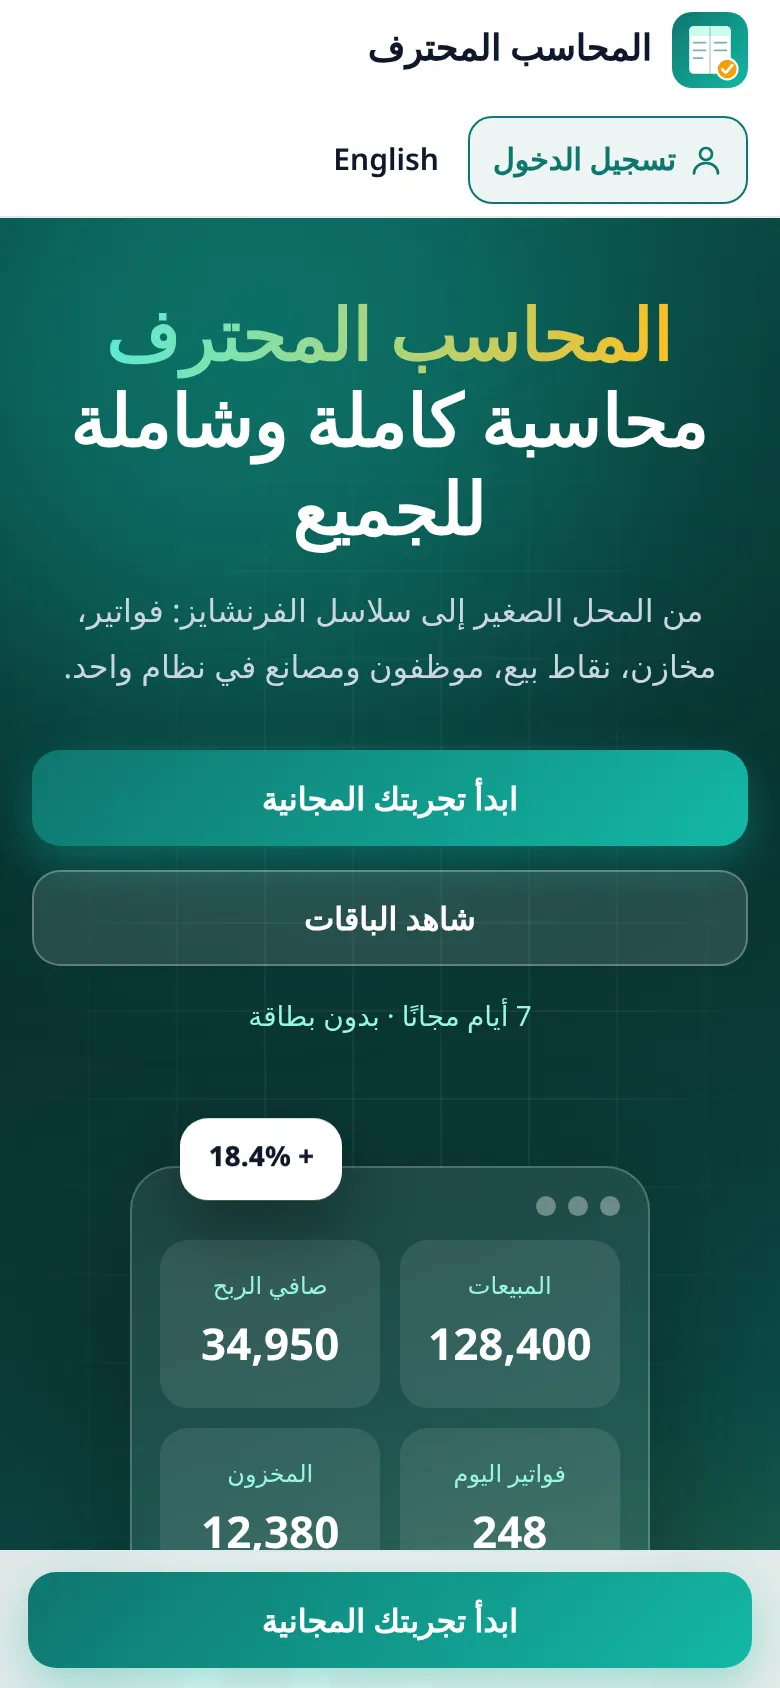 المحاسب المحترف
تسجيل الدخول
English
المحاسب المحترف
محاسبة كاملة وشاملة
للجميع
من المحل الصغير إلى سلاسل الفرنشايز: فواتير،
مخازن، نقاط بيع، موظفون ومصانع في نظام واحد.
ابدأ تجربتك المجانية
شاهد الباقات
7 أيام مجانًا · بدون بطاقة
18.4% +
المبيعات
128,400
صافي الربح
34,950
فواتير اليوم
248
المخزون
12,380
ابدأ تجربتك المجانية